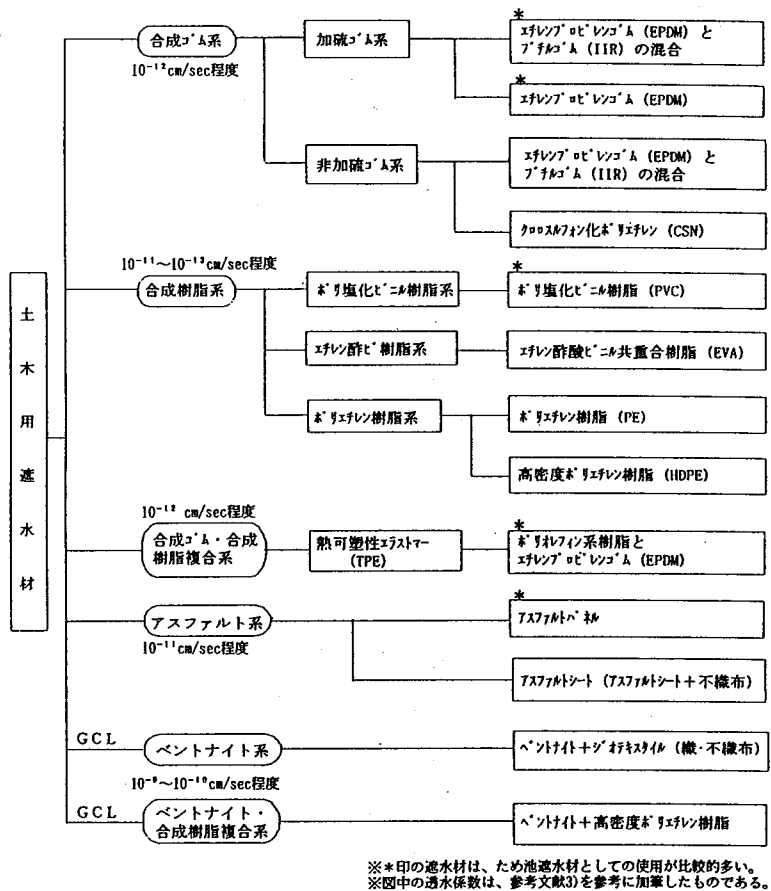 土木用遮水材
合成ｺﾞﾑ系
10⁻¹²cm/sec程度
加硫ｺﾞﾑ系
*
ｴﾁﾚﾝﾌﾟﾛﾋﾟﾚﾝｺﾞﾑ (EPDM) と
ﾌﾞﾁﾙｺﾞﾑ (IIR) の混合
*
ｴﾁﾚﾝﾌﾟﾛﾋﾟﾚﾝｺﾞﾑ (EPDM)
非加硫ｺﾞﾑ系
ｴﾁﾚﾝﾌﾟﾛﾋﾟﾚﾝｺﾞﾑ (EPDM) と
ﾌﾞﾁﾙｺﾞﾑ (IIR) の混合
ｸﾛﾛｽﾙﾌｫﾝ化ﾎﾟﾘｴﾁﾚﾝ (CSN)
10⁻¹¹～10⁻¹³cm/sec程度
合成樹脂系
ﾎﾟﾘ塩化ﾋﾞﾆﾙ樹脂系
*
ﾎﾟﾘ塩化ﾋﾞﾆﾙ樹脂 (PVC)
ｴﾁﾚﾝ酢ﾋﾞ樹脂系
ｴﾁﾚﾝ酢酸ﾋﾞﾆﾙ共重合樹脂 (EVA)
ﾎﾟﾘｴﾁﾚﾝ樹脂系
ﾎﾟﾘｴﾁﾚﾝ樹脂 (PE)
高密度ﾎﾟﾘｴﾁﾚﾝ樹脂 (HDPE)
10⁻¹² cm/sec程度
合成ｺﾞﾑ・合成
樹脂複合系
熱可塑性ｴﾗｽﾄﾏｰ
(TPE)
*
ﾎﾟﾘｵﾚﾌｨﾝ系樹脂と
ｴﾁﾚﾝﾌﾟﾛﾋﾟﾚﾝｺﾞﾑ (EPDM)
アスファルト系
10⁻¹¹cm/sec程度
*
ｱｽﾌｧﾙﾄﾊﾟﾈﾙ
ｱｽﾌｧﾙﾄｼｰﾄ (ｱｽﾌｧﾙﾄｼｰﾄ＋不織布)
GCL
ベントナイト系
ﾍﾞﾝﾄﾅｲﾄ＋ｼﾞｵﾃｷｽﾀｲﾙ (織・不織布)
10⁻⁹～10⁻¹⁰cm/sec程度
GCL
ベントナイト・
合成樹脂複合系
ﾍﾞﾝﾄﾅｲﾄ＋高密度ﾎﾟﾘｴﾁﾚﾝ樹脂
※*印の遮水材は、ため池遮水材としての使用が比較的多い。
※図中の透水係数は、参考文献3)を参考に加筆したものである。